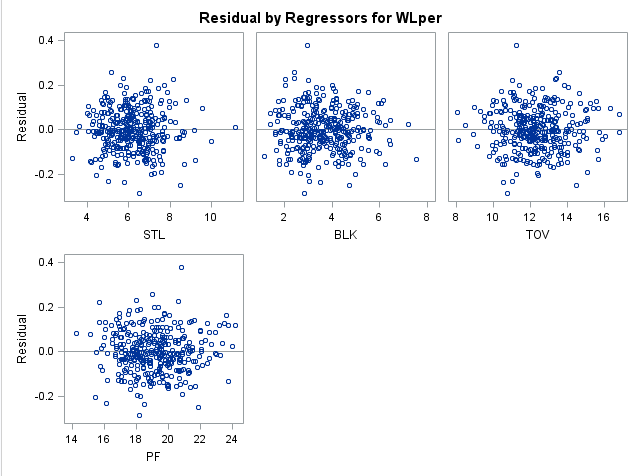 Residual by Regressors for WLper
0.4
0.2
0.0
-0.2
Residual
4 6 8 10
STL
2 4 6 8
BLK
8 10 12 14 16
TOV
0.4
0.2
0.0
-0.2
Residual
14 16 18 20 22 24
PF